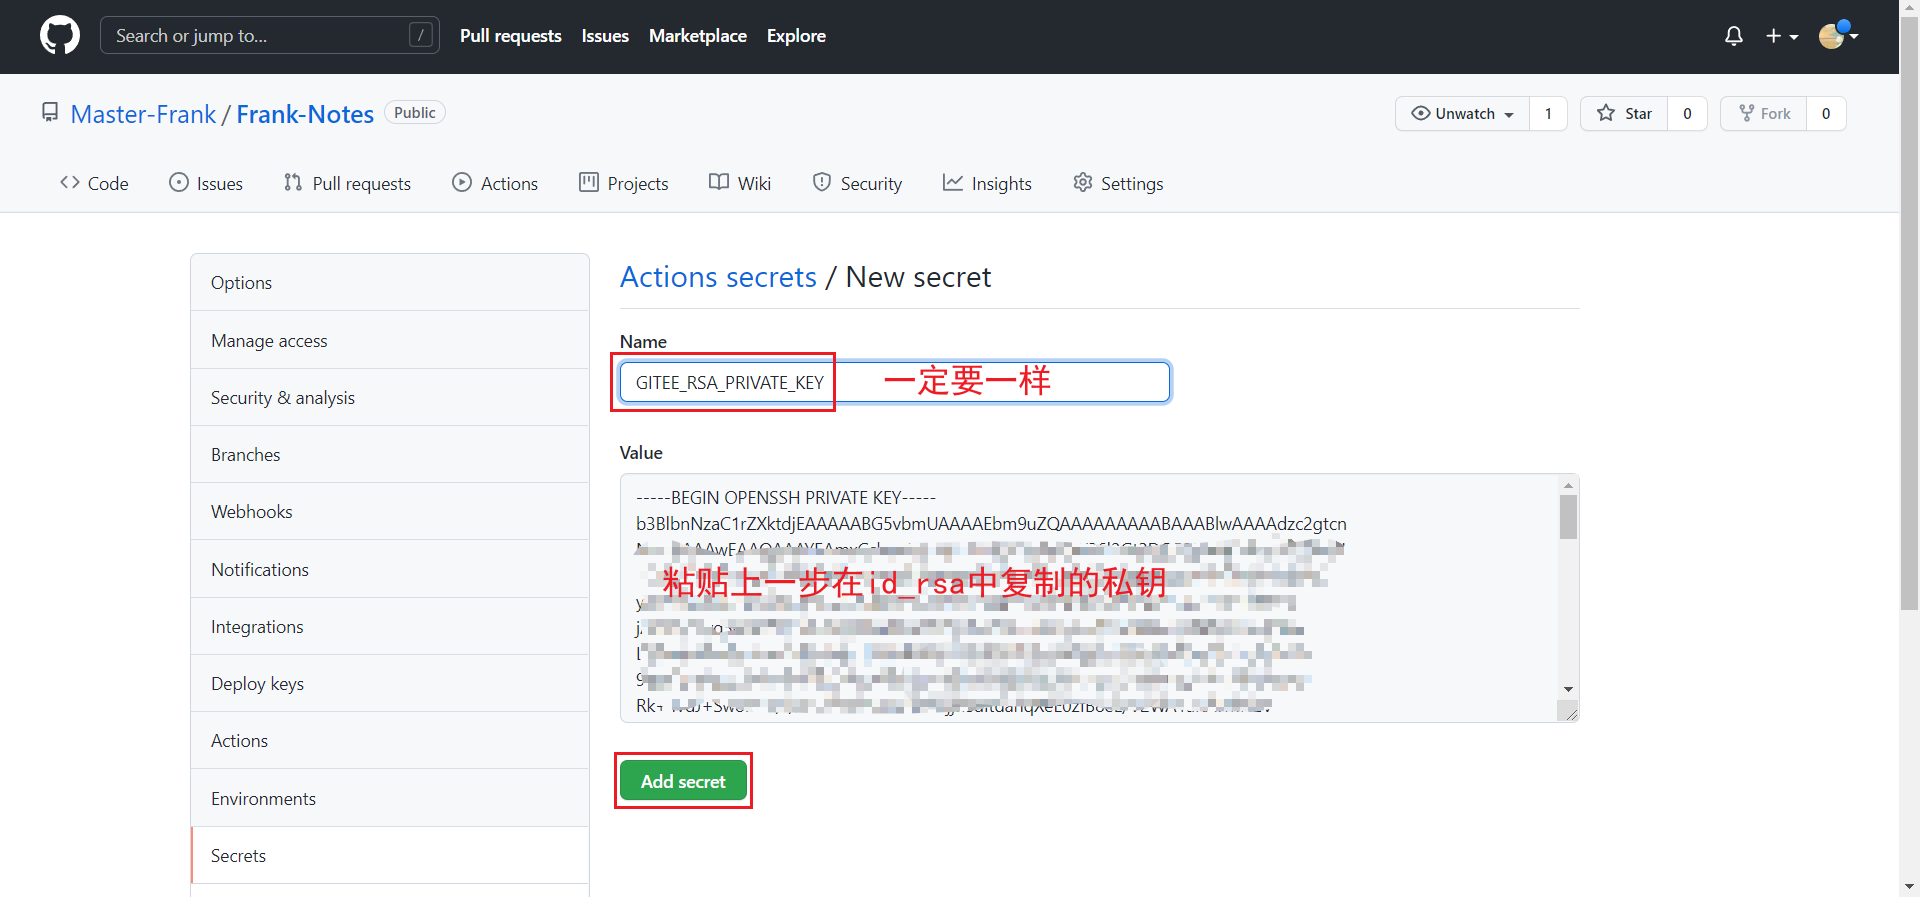 Search or jump to... /
Pull requests Issues Marketplace Explore
Master-Frank / Frank-Notes Public
Unwatch 1 Star 0 Fork 0
Code Issues Pull requests Actions Projects Wiki Security Insights Settings
Options
Manage access
Security & analysis
Branches
Webhooks
Notifications
Integrations
Deploy keys
Actions
Environments
Secrets
Actions secrets / New secret
Name
GITEE_RSA_PRIVATE_KEY 一定要一样
Value
-----BEGIN OPENSSH PRIVATE KEY-----
b3BlbnNzaC1rZXktdjEAAAAABG5vbmUAAAAEbm9uZQAAAAAAAAABAAABlwAAAAdzc2gtcn
粘贴上一步在id_rsa中复制的私钥
Add secret